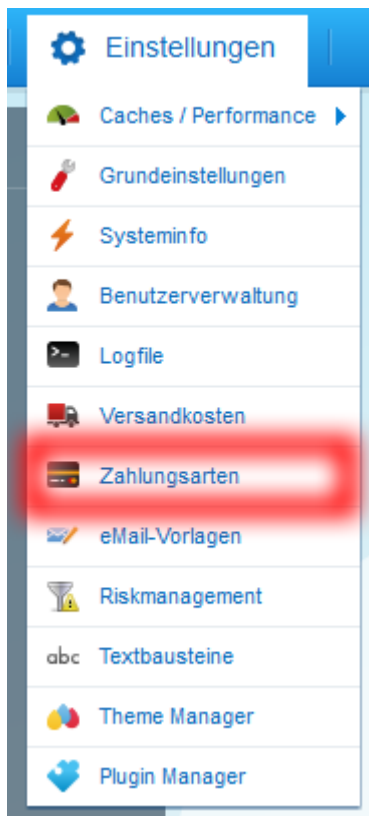 Einstellungen
Caches / Performance
Grundeinstellungen
Systeminfo
Benutzerverwaltung
Logfile
Versandkosten
Zahlungsarten
eMail-Vorlagen
Riskmanagement
abc Textbausteine
Theme Manager
Plugin Manager